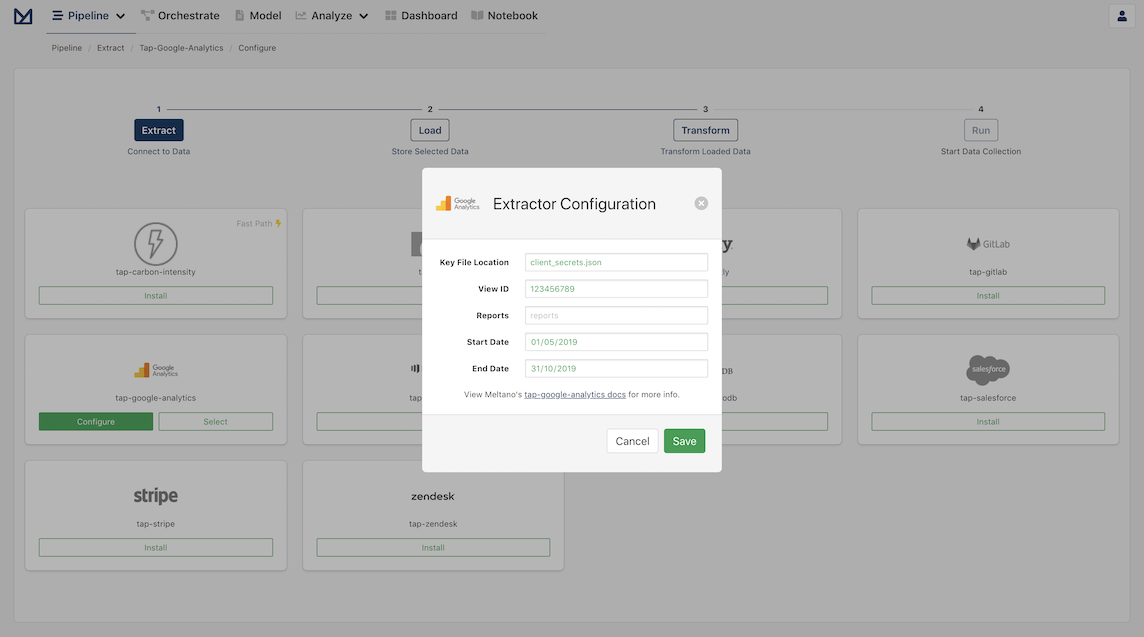 Pipeline Orchestrate Model Analyze Dashboard Notebook
Pipeline / Extract / Tap-Google-Analytics / Configure
1 2 3 4
Extract Load Transform Run
Connect to Data Store Selected Data Transform Loaded Data Start Data Collection
Google Analytics Extractor Configuration
Fast Path
GitLab
tap-carbon-intensity
tap-gitlab
Key File Location client_secrets.json
View ID 123456789
Install Install
Reports reports
Start Date 01/05/2019
End Date 31/10/2019
Google Analytics
salesforce
View Meltano's tap-google-analytics docs for more info.
tap-google-analytics
tap-salesforce
Configure Select Install
Cancel Save
stripe zendesk
tap-stripe tap-zendesk
Install Install